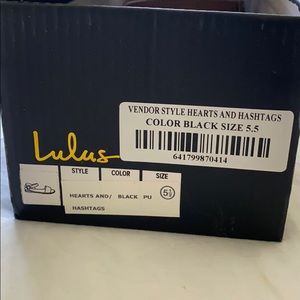 VENDOR STYLE HEARTS AND HASHTAGS
COLOR BLACK SIZE 5.5
641799870414
Lulus
STYLE COLOR SIZE
HEARTS AND/ BLACK PU 5½
HASHTAGS